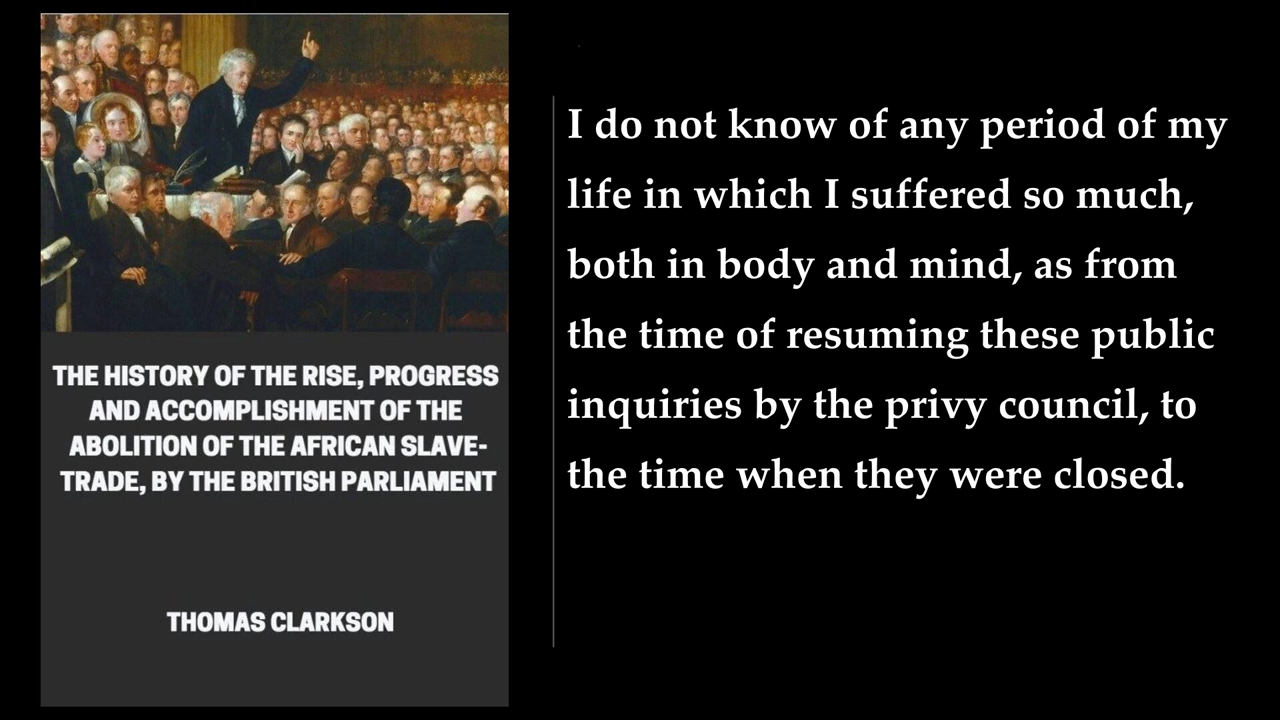 THE HISTORY OF THE RISE, PROGRESS
AND ACCOMPLISHMENT OF THE
ABOLITION OF THE AFRICAN SLAVE-
TRADE, BY THE BRITISH PARLIAMENT
THOMAS CLARKSON
I do not know of any period of my
life in which I suffered so much,
both in body and mind, as from
the time of resuming these public
inquiries by the privy council, to
the time when they were closed.